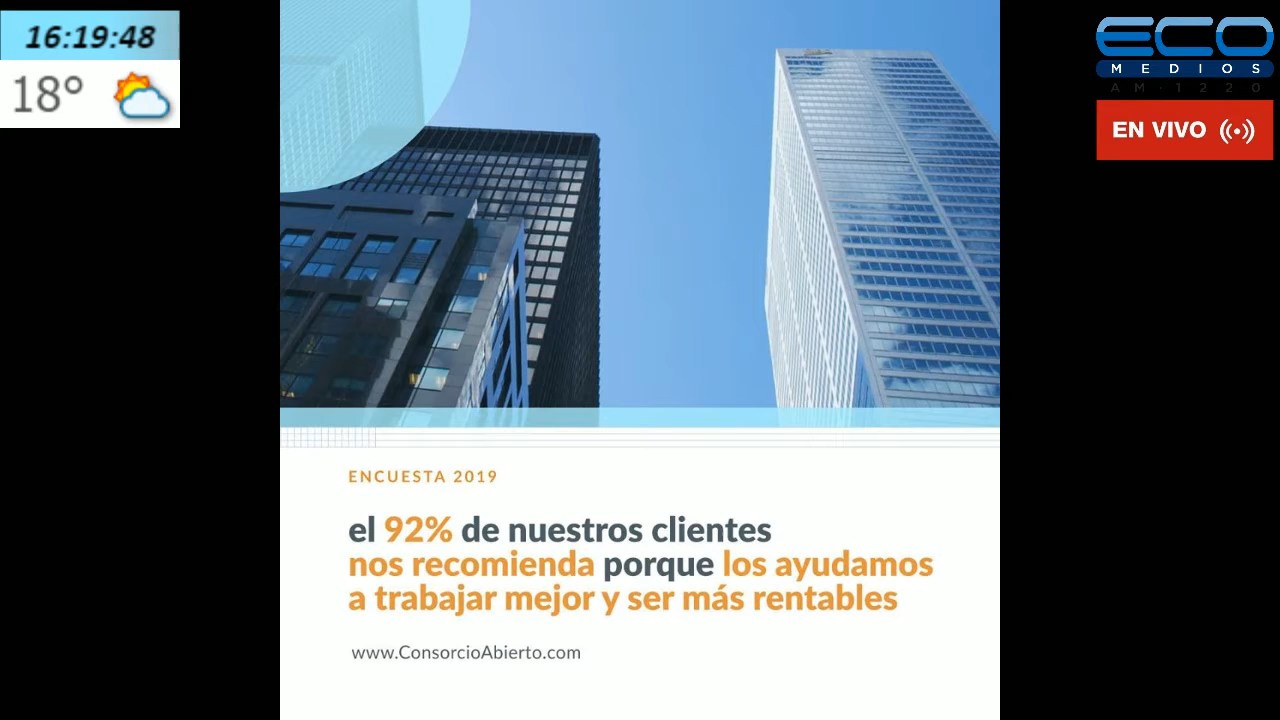 16:19:48
18°
ECO
MEDIOS
AM·1220
EN VIVO
ENCUESTA 2019
el 92% de nuestros clientes
nos recomienda porque los ayudamos
a trabajar mejor y ser más rentables
www.ConsorcioAbierto.com